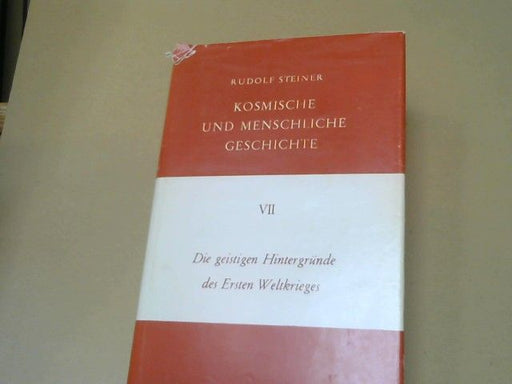 RUDOLF STEINER
KOSMISCHE
UND MENSCHLICHE
GESCHICHTE
VII
Die geistigen Hintergründe
des Ersten Weltkrieges